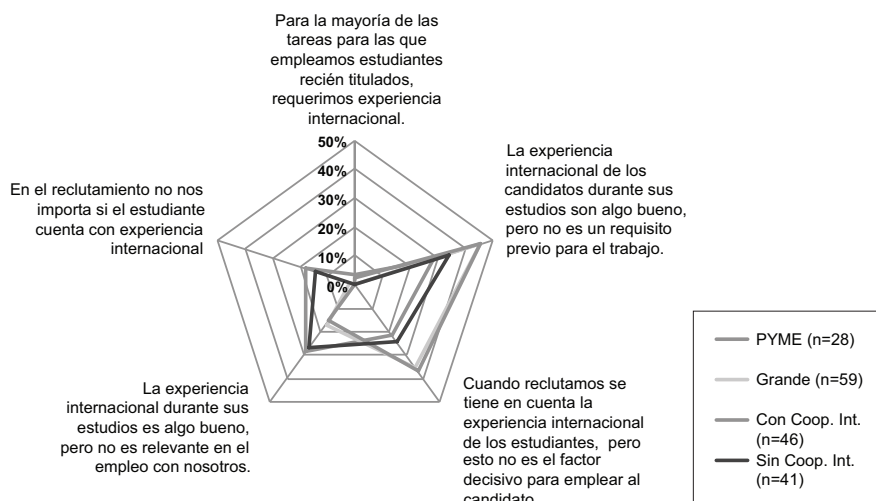 Para la mayoría de las
tareas para las que
empleamos estudiantes
recién titulados,
requerimos experiencia
internacional.
50%
40%
30%
20%
10%
0%
La experiencia
internacional de los
candidatos durante sus
estudios son algo bueno,
pero no es un requisito
previo para el trabajo.
En el reclutamiento no nos
importa si el estudiante
cuenta con experiencia
internacional
La experiencia
internacional durante sus
estudios es algo bueno,
pero no es relevante en el
empleo con nosotros.
Cuando reclutamos se
tiene en cuenta la
experiencia internacional
de los estudiantes, pero
esto no es el factor
decisivo para emplear al
candidato
PYME (n=28)
Grande (n=59)
Con Coop. Int.
(n=46)
Sin Coop. Int.
(n=41)